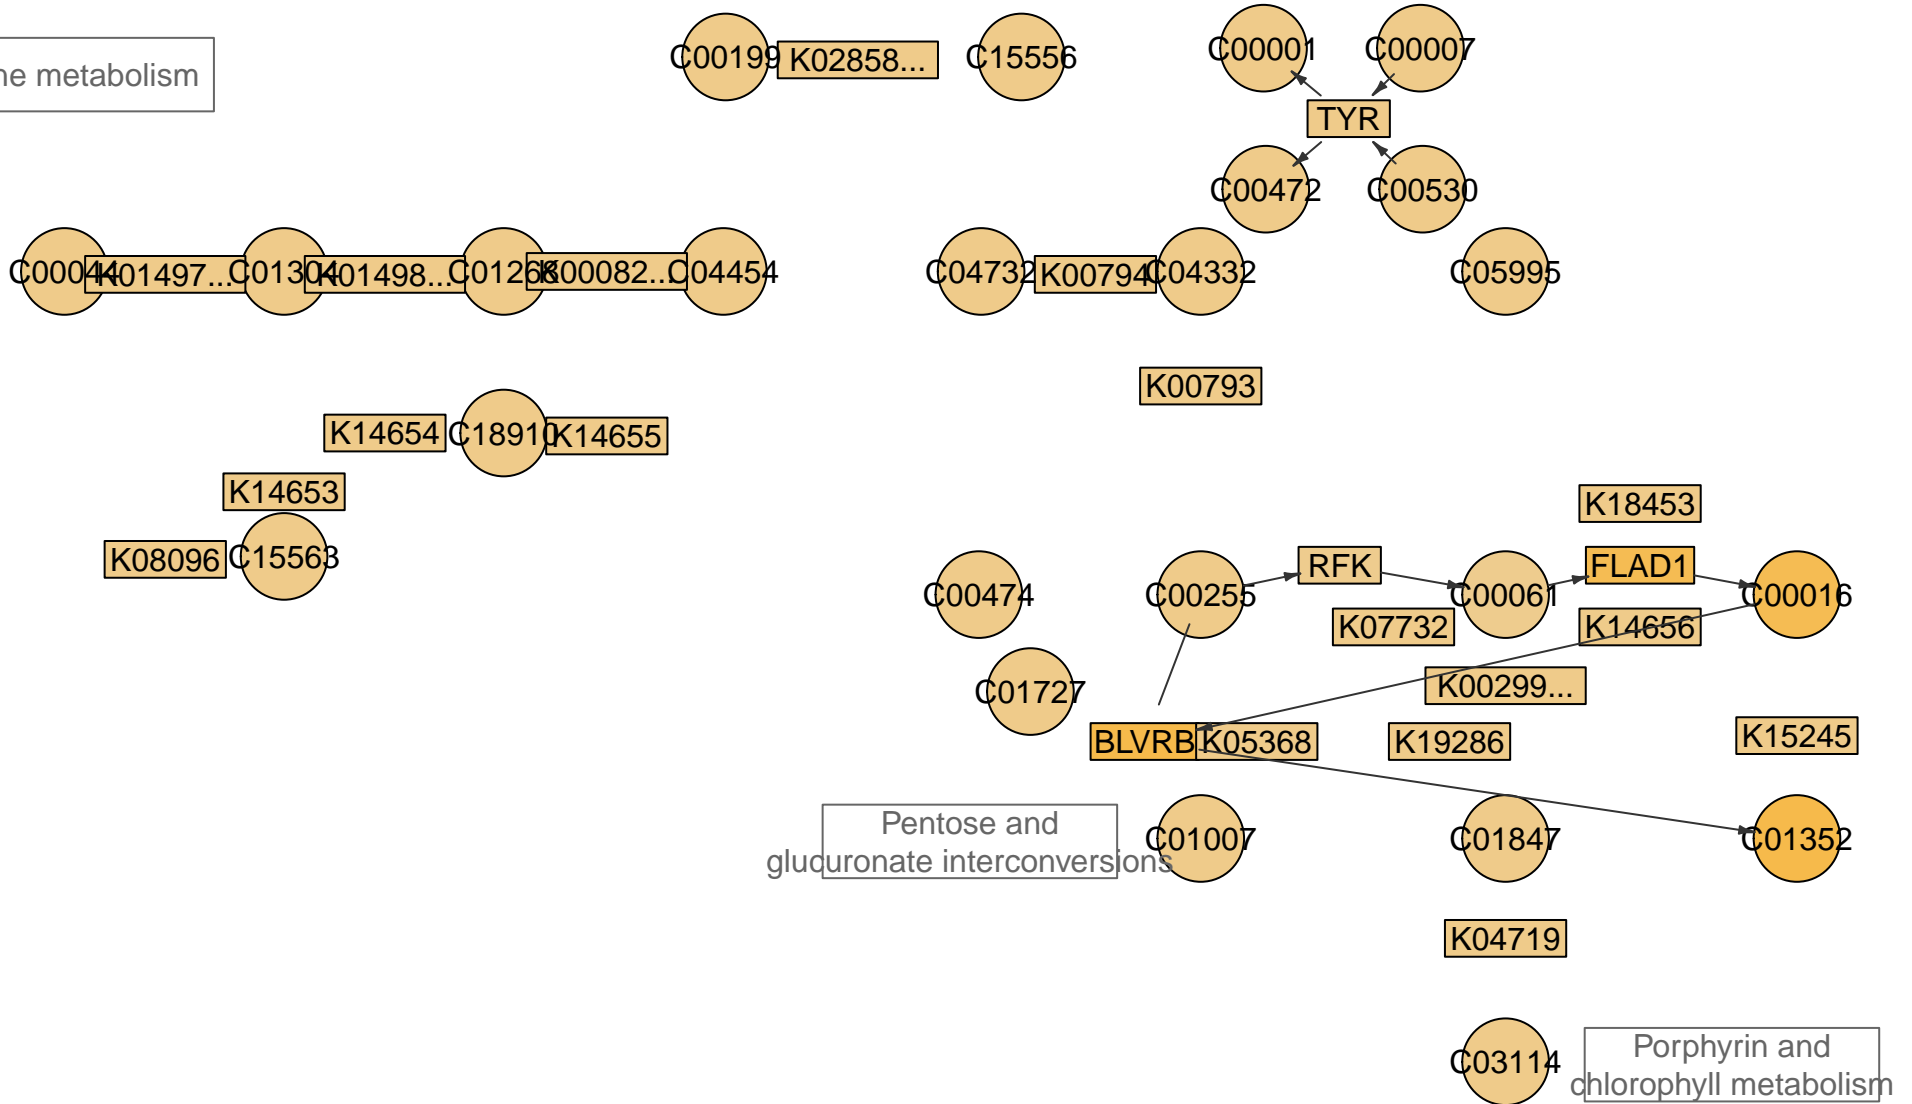 ne metabolism
C00199
K02858...
C15556
C00001
C00007
TYR
C00472
C00530
C00044
K01497...
C01304
K01498...
C01268
K00082...
C04454
C04732
K00794
C04332
C05995
K00793
K14654
C18910
K14655
K14653
K08096
C15563
K18453
C00474
C00255
RFK
C00061
FLAD1
C00016
K07732
K14656
C01727
K00299...
BLVRB
K05368
K19286
K15245
Pentose and
glucuronate interconversions
C01007
C01847
C01352
K04719
C03114
Porphyrin and
chlorophyll metabolism